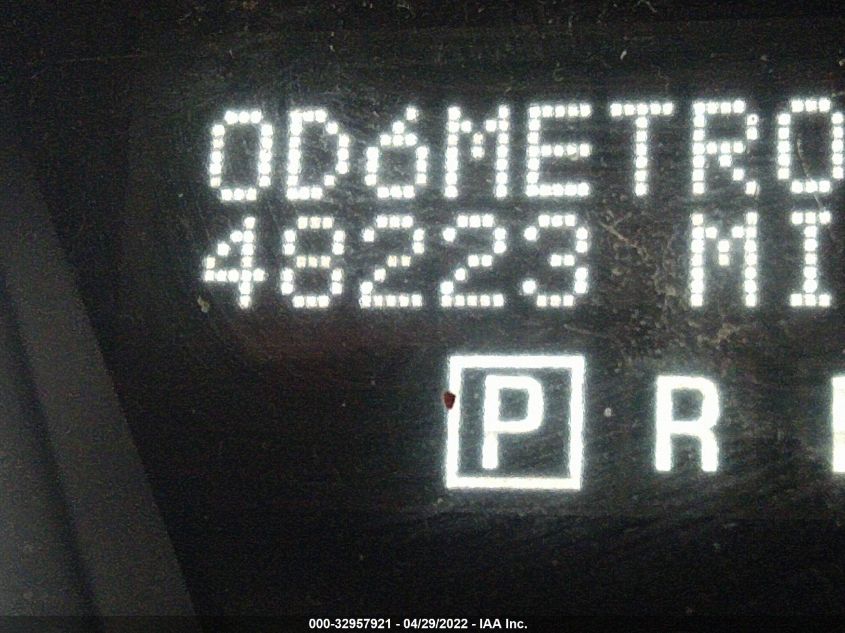 ODóMETRO
48223 MI
P R
000-32957921 - 04/29/2022 - IAA Inc.